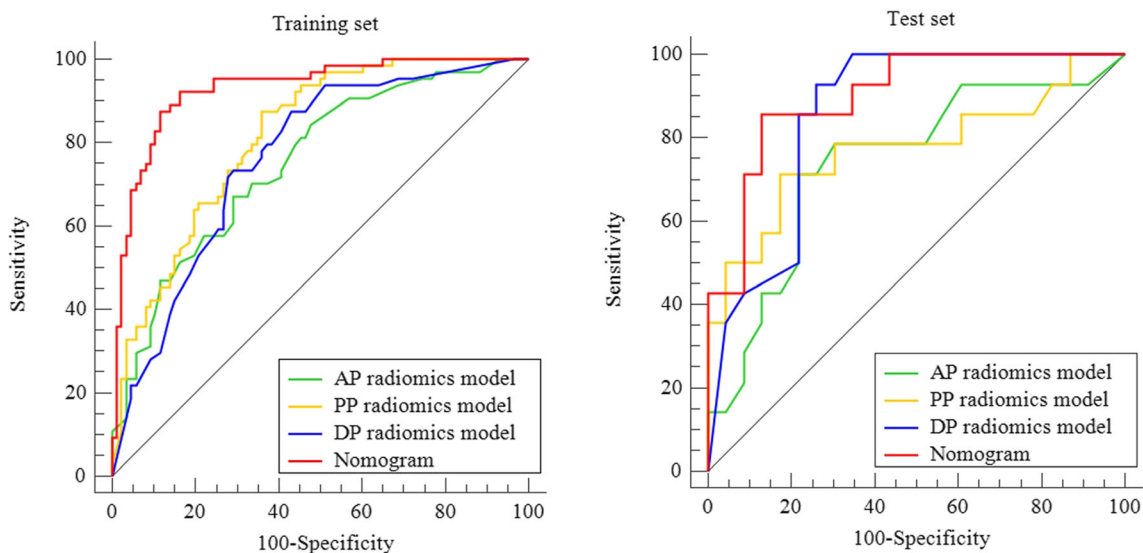 Training set
100
80
60
40
20
0
Sensitivity
AP radiomics model
PP radiomics model
DP radiomics model
Nomogram
0 20 40 60 80 100
100-Specificity
Test set
100
80
60
40
20
0
Sensitivity
AP radiomics model
PP radiomics model
DP radiomics model
Nomogram
0 20 40 60 80 100
100-Specificity